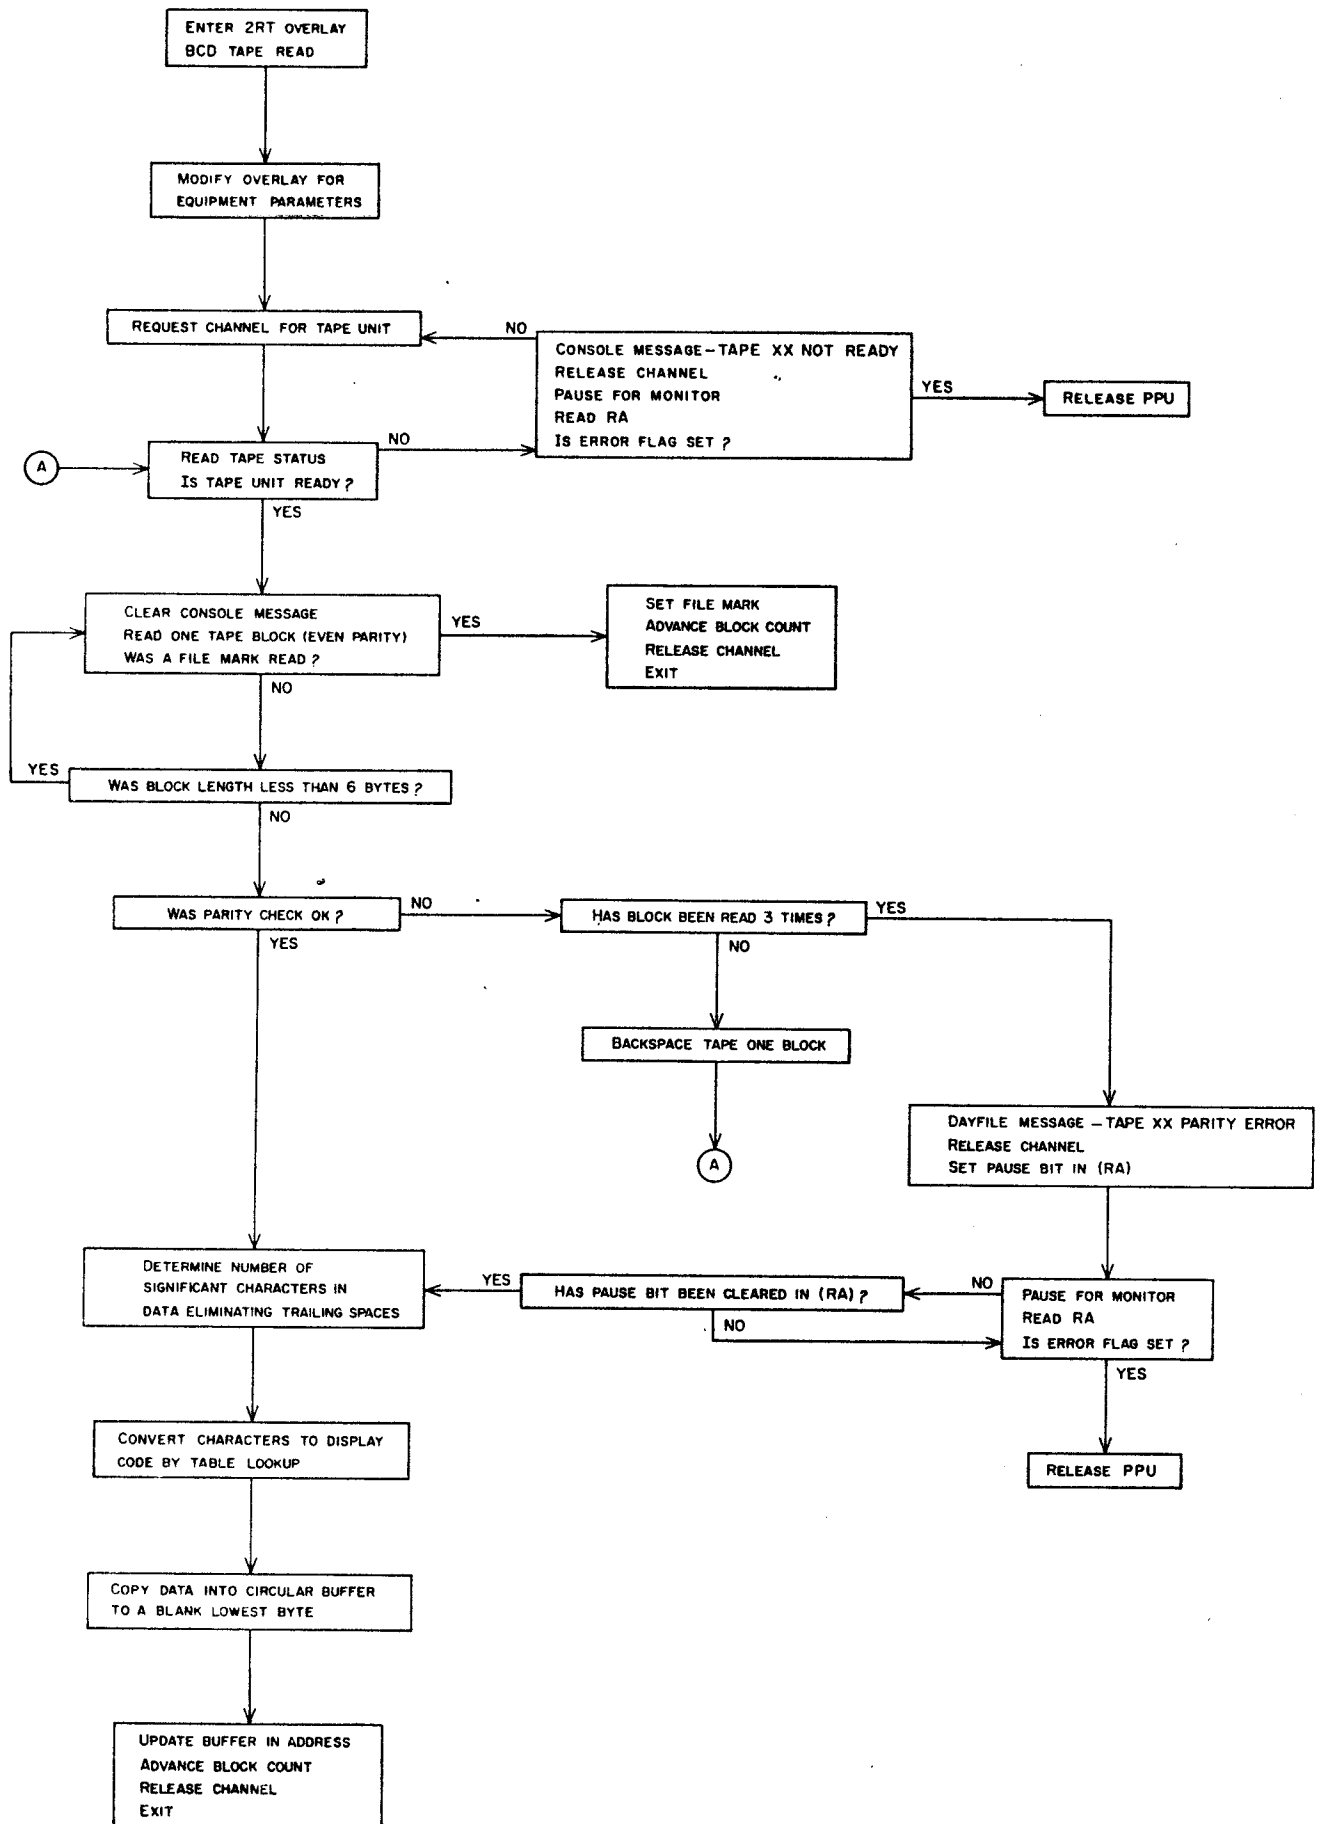 ENTER 2RT OVERLAY
BCD TAPE READ
MODIFY OVERLAY FOR
EQUIPMENT PARAMETERS
REQUEST CHANNEL FOR TAPE UNIT
NO
CONSOLE MESSAGE – TAPE XX NOT READY
RELEASE CHANNEL
PAUSE FOR MONITOR
READ RA
IS ERROR FLAG SET ?
YES
RELEASE PPU
A
READ TAPE STATUS
IS TAPE UNIT READY ?
NO
YES
CLEAR CONSOLE MESSAGE
READ ONE TAPE BLOCK (EVEN PARITY)
WAS A FILE MARK READ ?
YES
SET FILE MARK
ADVANCE BLOCK COUNT
RELEASE CHANNEL
EXIT
NO
YES
WAS BLOCK LENGTH LESS THAN 6 BYTES ?
NO
WAS PARITY CHECK OK ?
NO
HAS BLOCK BEEN READ 3 TIMES ?
YES
YES
NO
BACKSPACE TAPE ONE BLOCK
A
DAYFILE MESSAGE – TAPE XX PARITY ERROR
RELEASE CHANNEL
SET PAUSE BIT IN (RA)
DETERMINE NUMBER OF
SIGNIFICANT CHARACTERS IN
DATA ELIMINATING TRAILING SPACES
YES
HAS PAUSE BIT BEEN CLEARED IN (RA) ?
NO
NO
PAUSE FOR MONITOR
READ RA
IS ERROR FLAG SET ?
YES
RELEASE PPU
CONVERT CHARACTERS TO DISPLAY
CODE BY TABLE LOOKUP
COPY DATA INTO CIRCULAR BUFFER
TO A BLANK LOWEST BYTE
UPDATE BUFFER IN ADDRESS
ADVANCE BLOCK COUNT
RELEASE CHANNEL
EXIT